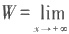 W = lim
x→+∞